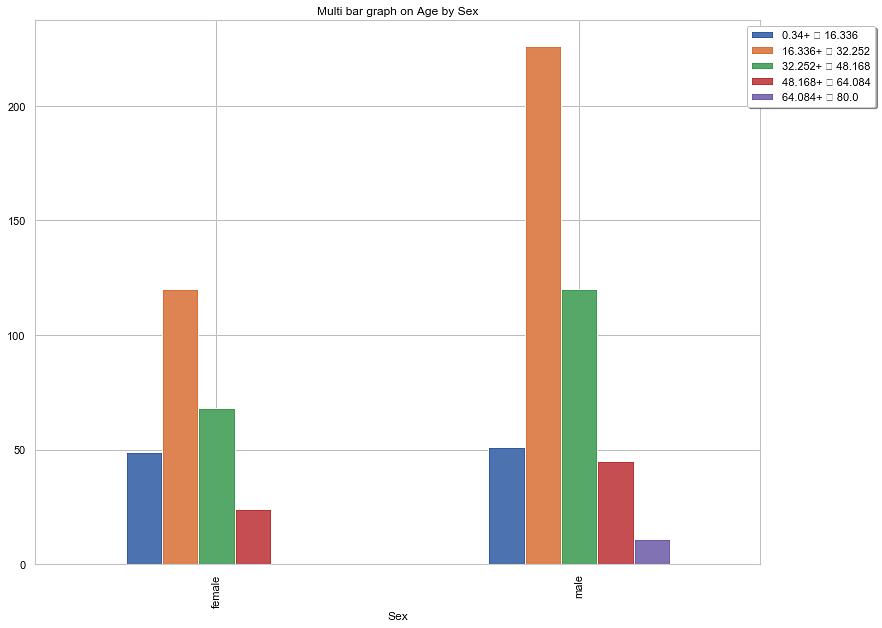 Multi bar graph on Age by Sex
0.34+ ▯ 16.336
16.336+ ▯ 32.252
32.252+ ▯ 48.168
48.168+ ▯ 64.084
64.084+ ▯ 80.0
200
150
100
50
0
female
male
Sex